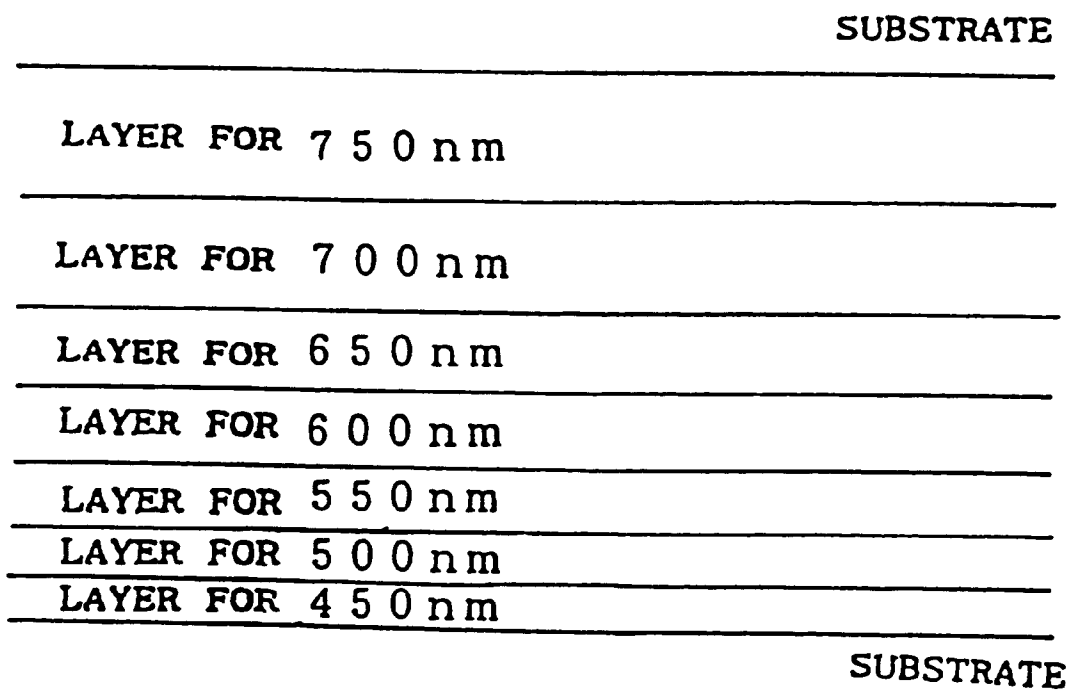 SUBSTRATE
LAYER FOR 750nm
LAYER FOR 700nm
LAYER FOR 650nm
LAYER FOR 600nm
LAYER FOR 550nm
LAYER FOR 500nm
LAYER FOR 450nm
SUBSTRATE